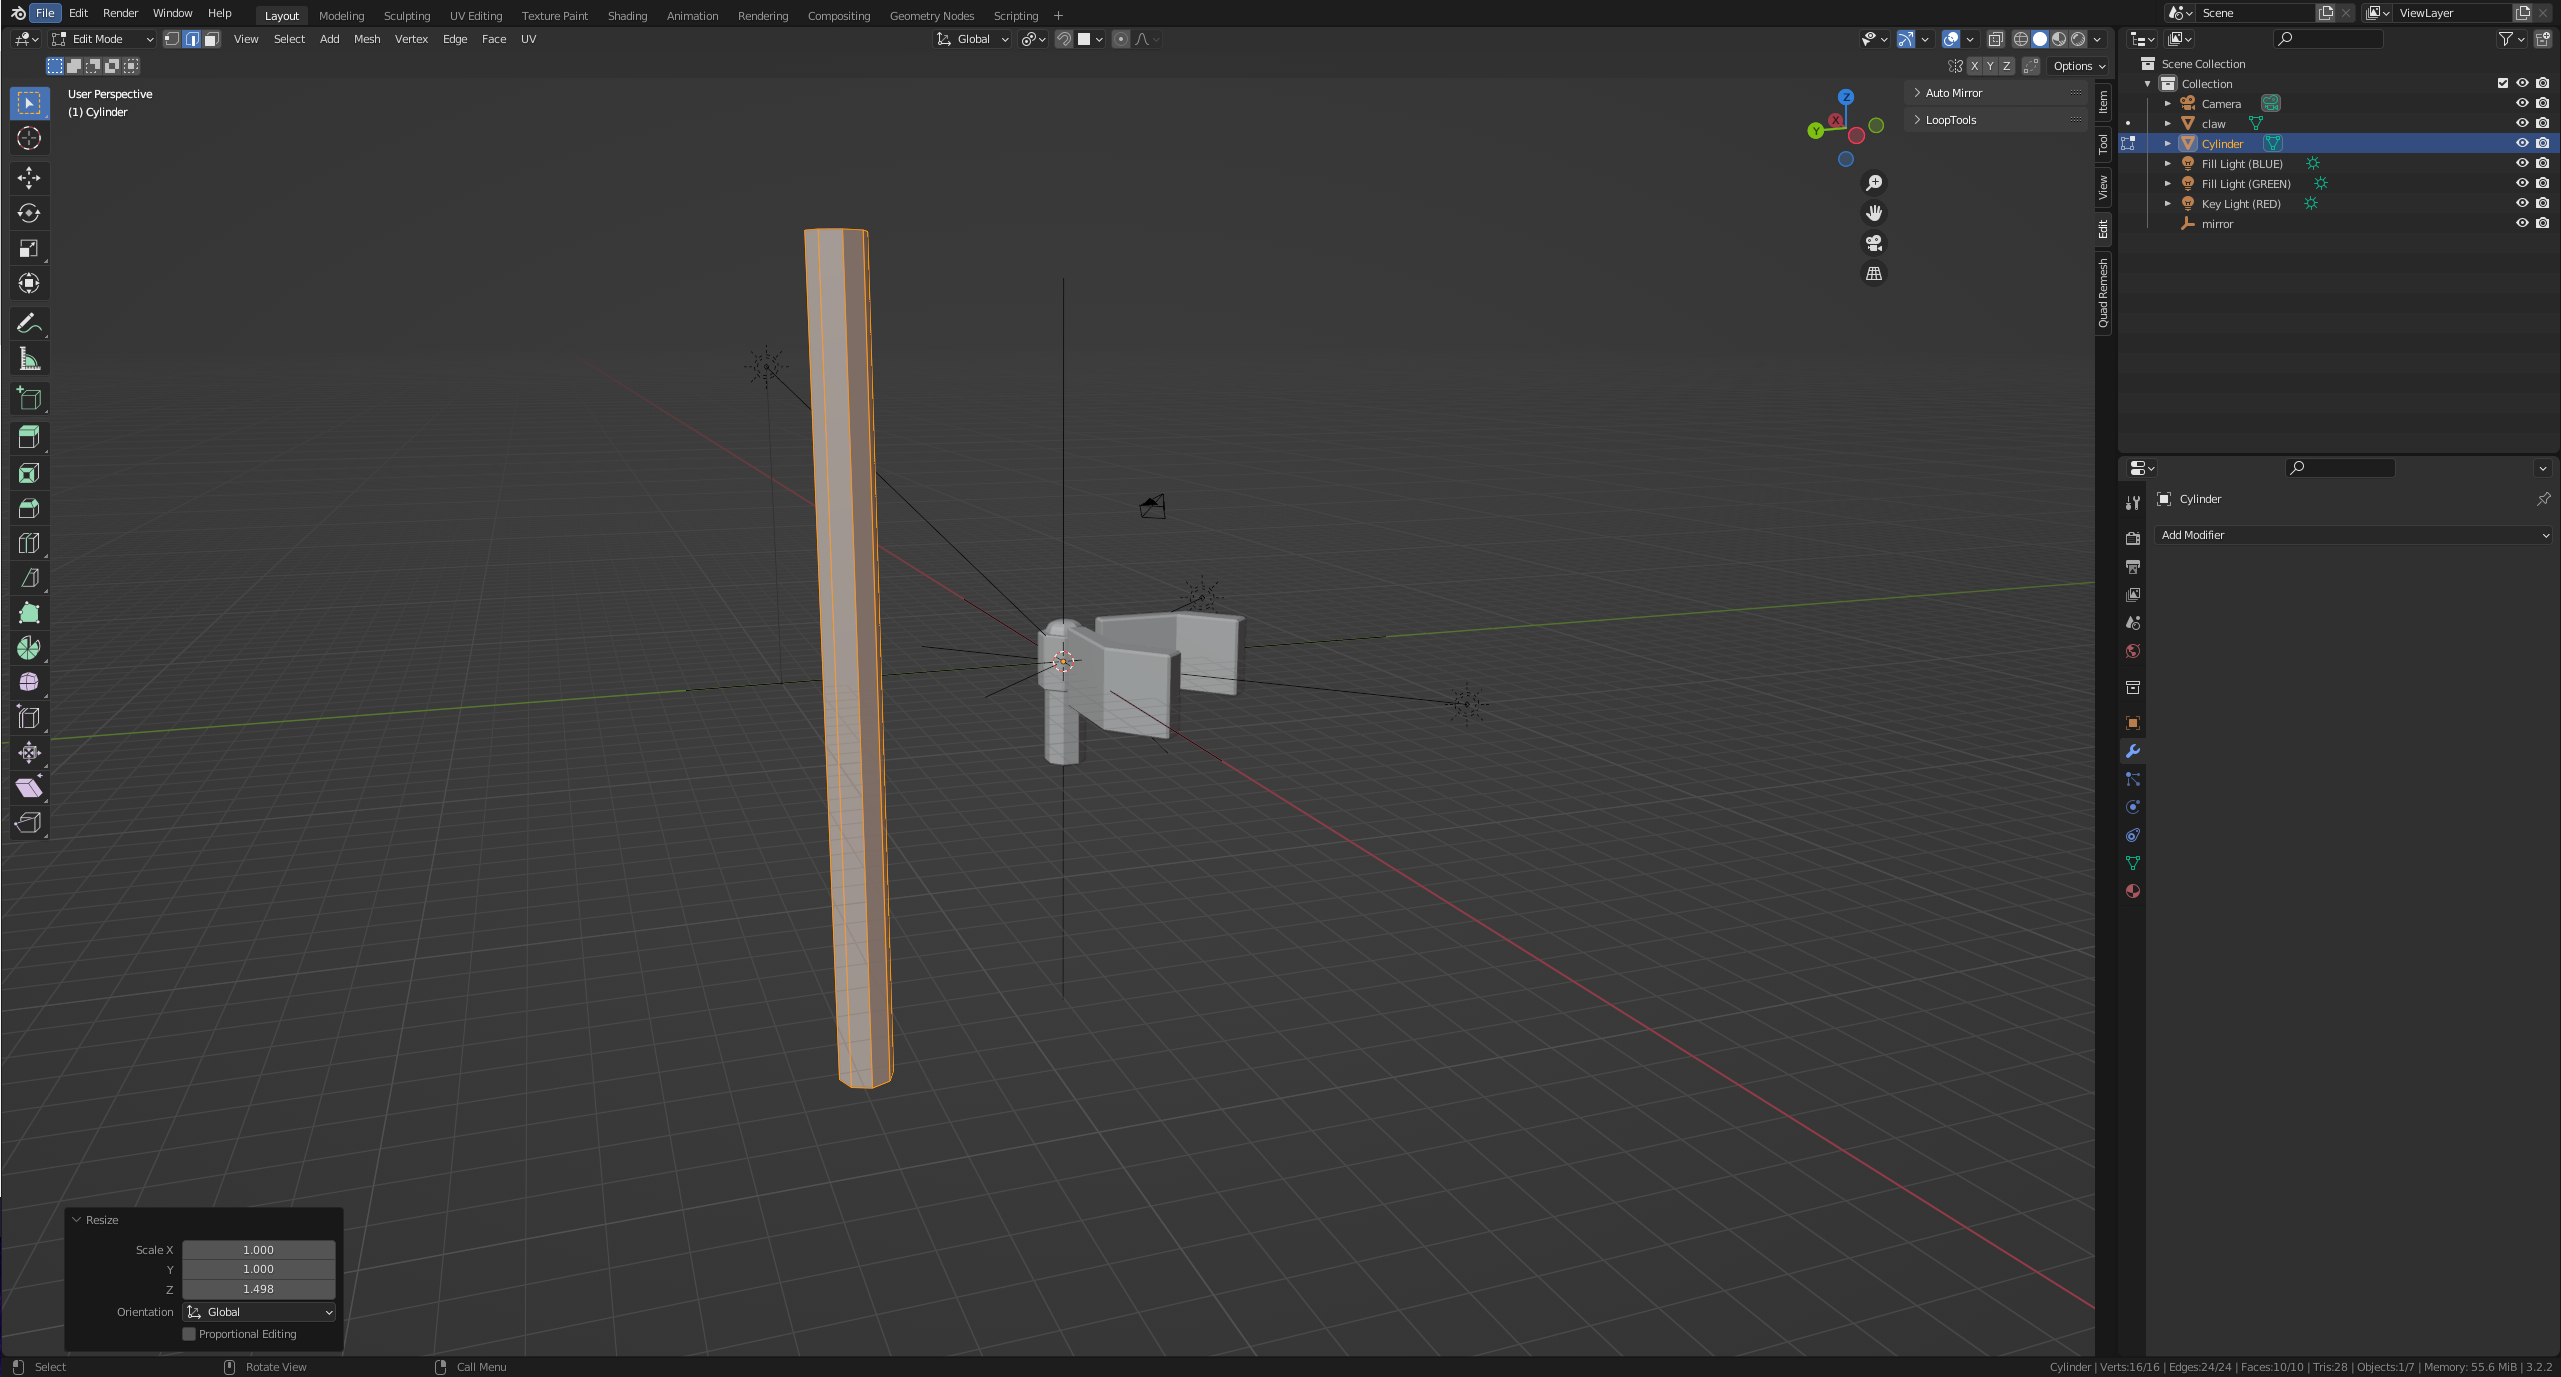 File Edit Render Window Help Layout Modeling Sculpting UV Editing Texture Paint Shading Animation Rendering Compositing Geometry Nodes Scripting + Scene ViewLayer
Edit Mode View Select Add Mesh Vertex Edge Face UV Global
X Y Z Options
User Perspective
(1) Cylinder
Z
Y
X
Auto Mirror
LoopTools
Item
Tool
View
Edit
Quad Remesh
Scene Collection
Collection
Camera
claw
Cylinder
Fill Light (BLUE)
Fill Light (GREEN)
Key Light (RED)
mirror
Cylinder
Add Modifier
Resize
Scale X 1.000
Y 1.000
Z 1.498
Orientation Global
Proportional Editing
Select Rotate View Call Menu
Cylinder | Verts:16/16 | Edges:24/24 | Faces:10/10 | Tris:28 | Objects:1/7 | Memory: 55.6 MiB | 3.2.2